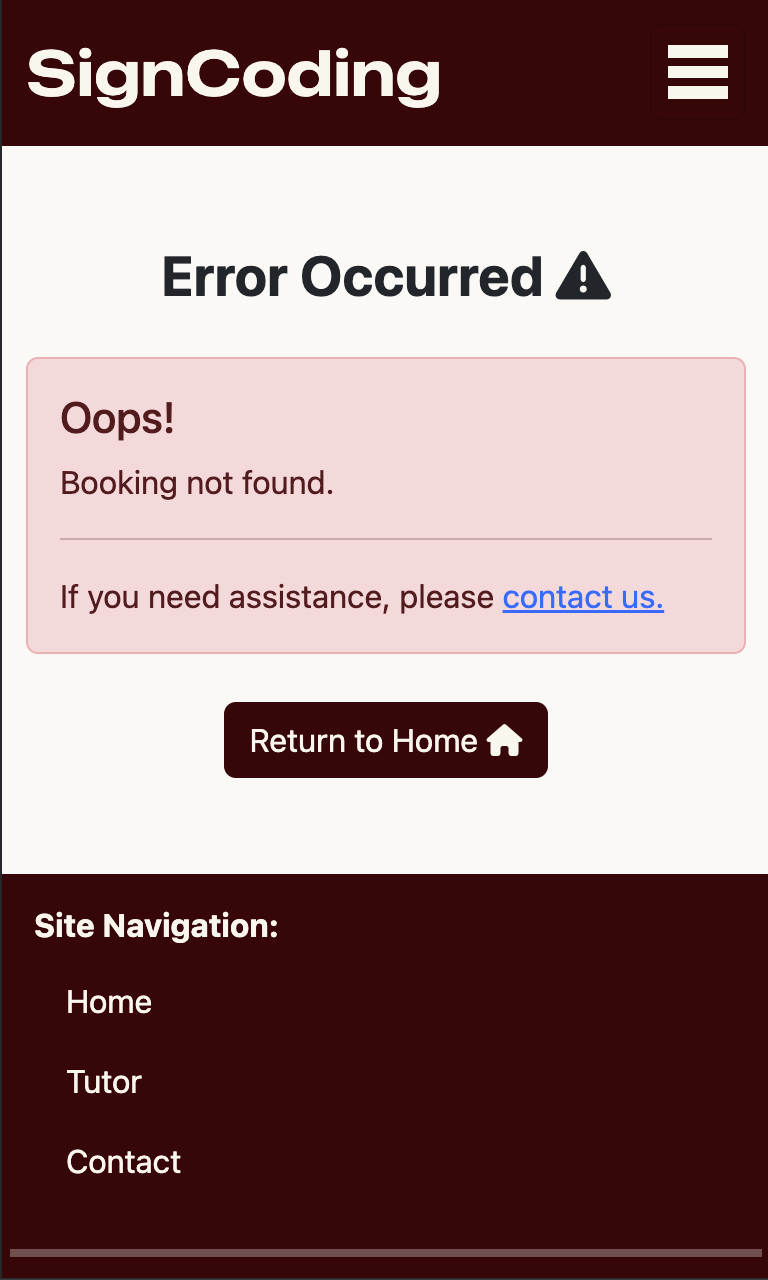 SignCoding
Error Occurred
Oops!
Booking not found.
If you need assistance, please contact us.
Return to Home
Site Navigation:
Home
Tutor
Contact